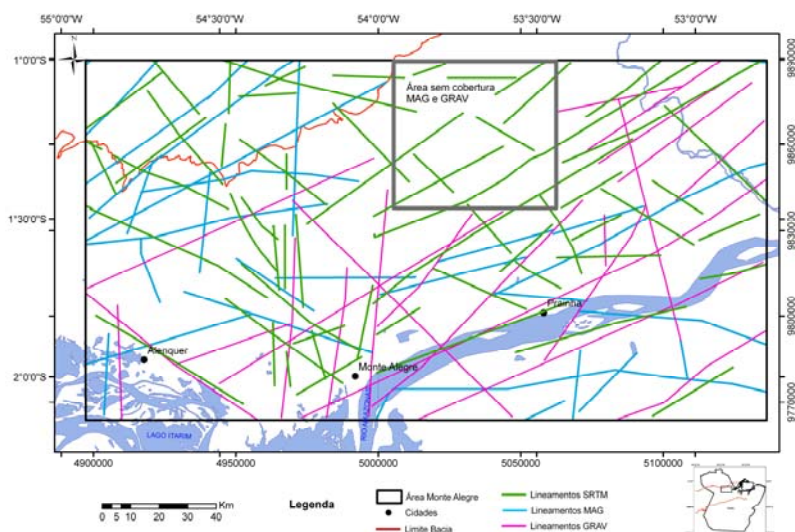 55°0'0"O 54°30'0"O 54°0'0"O 53°30'0"O 53°0'0"O
N
1°0'0"S
9890000
Área sem cobertura
MAG e GRAV
9860000
1°30'0"S
9830000
Prainha
9800000
Alenquer
Monte Alegre
2°0'0"S
9770000
RIO AMAZONAS
LAGO ITARIM
4900000 4950000 5000000 5050000 5100000
0 5 10 20 30 40
Km
Legenda
Área Monte Alegre
Cidades
Limite Bacia
Lineamentos SRTM
Lineamentos MAG
Lineamentos GRAV